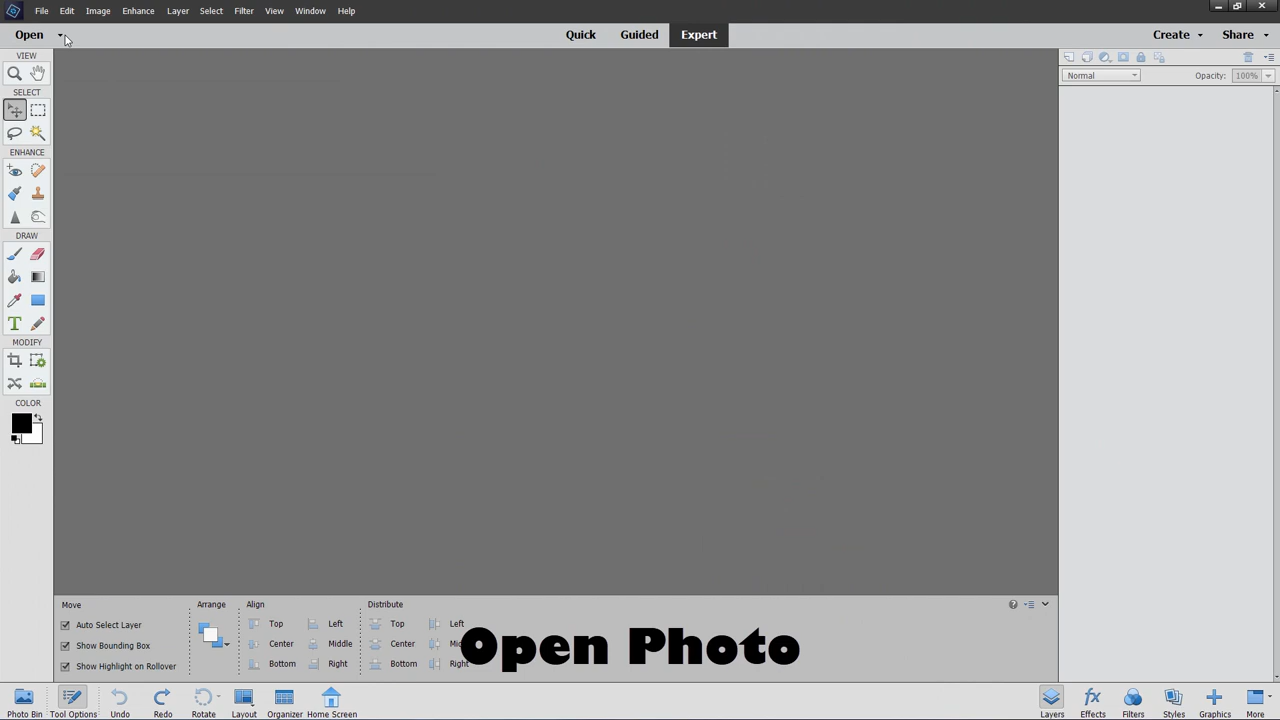 File Edit Image Enhance Layer Select Filter View Window Help
Open Quick Guided Expert Create Share
VIEW
Normal Opacity: 100%
SELECT
ENHANCE
DRAW
T
MODIFY
COLOR
Move Arrange Align Distribute
Auto Select Layer Top Left Top Left
Show Bounding Box Center Middle Center
Show Highlight on Rollover Bottom Right Bottom Right
Open Photo
Photo Bin Tool Options Undo Redo Rotate Layout Organizer Home Screen fx Layers Effects Filters Styles Graphics More